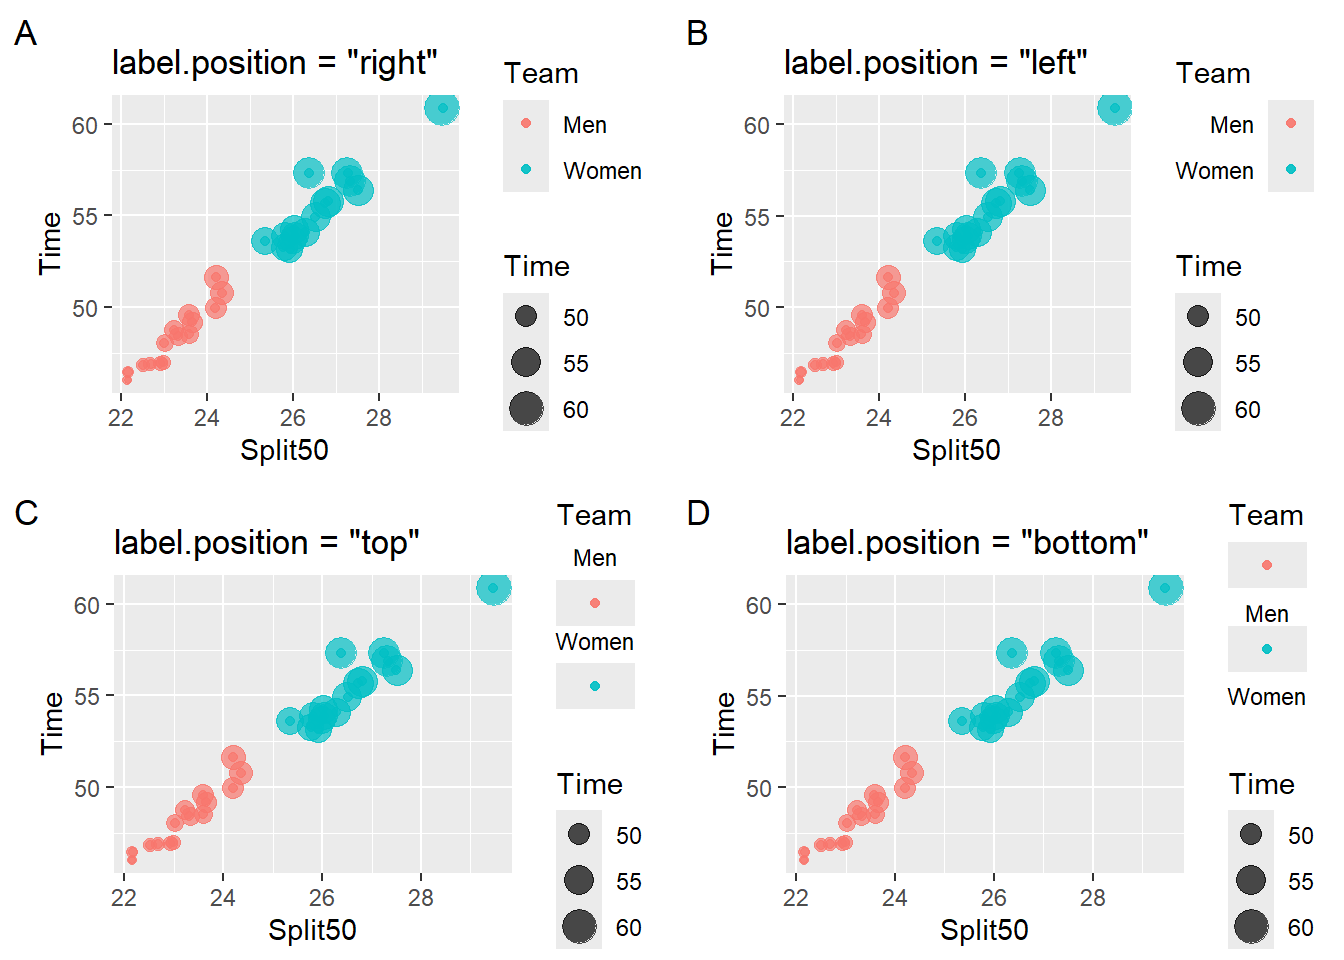 A
label.position = "right"
Team
Men
Women
Time
50
55
60
Time
60
55
50
22 24 26 28
Split50
B
label.position = "left"
Team
Men
Women
Time
50
55
60
Time
60
55
50
22 24 26 28
Split50
C
label.position = "top"
Team
Men
Women
Time
50
55
60
Time
60
55
50
22 24 26 28
Split50
D
label.position = "bottom"
Team
Men
Women
Time
50
55
60
Time
60
55
50
22 24 26 28
Split50